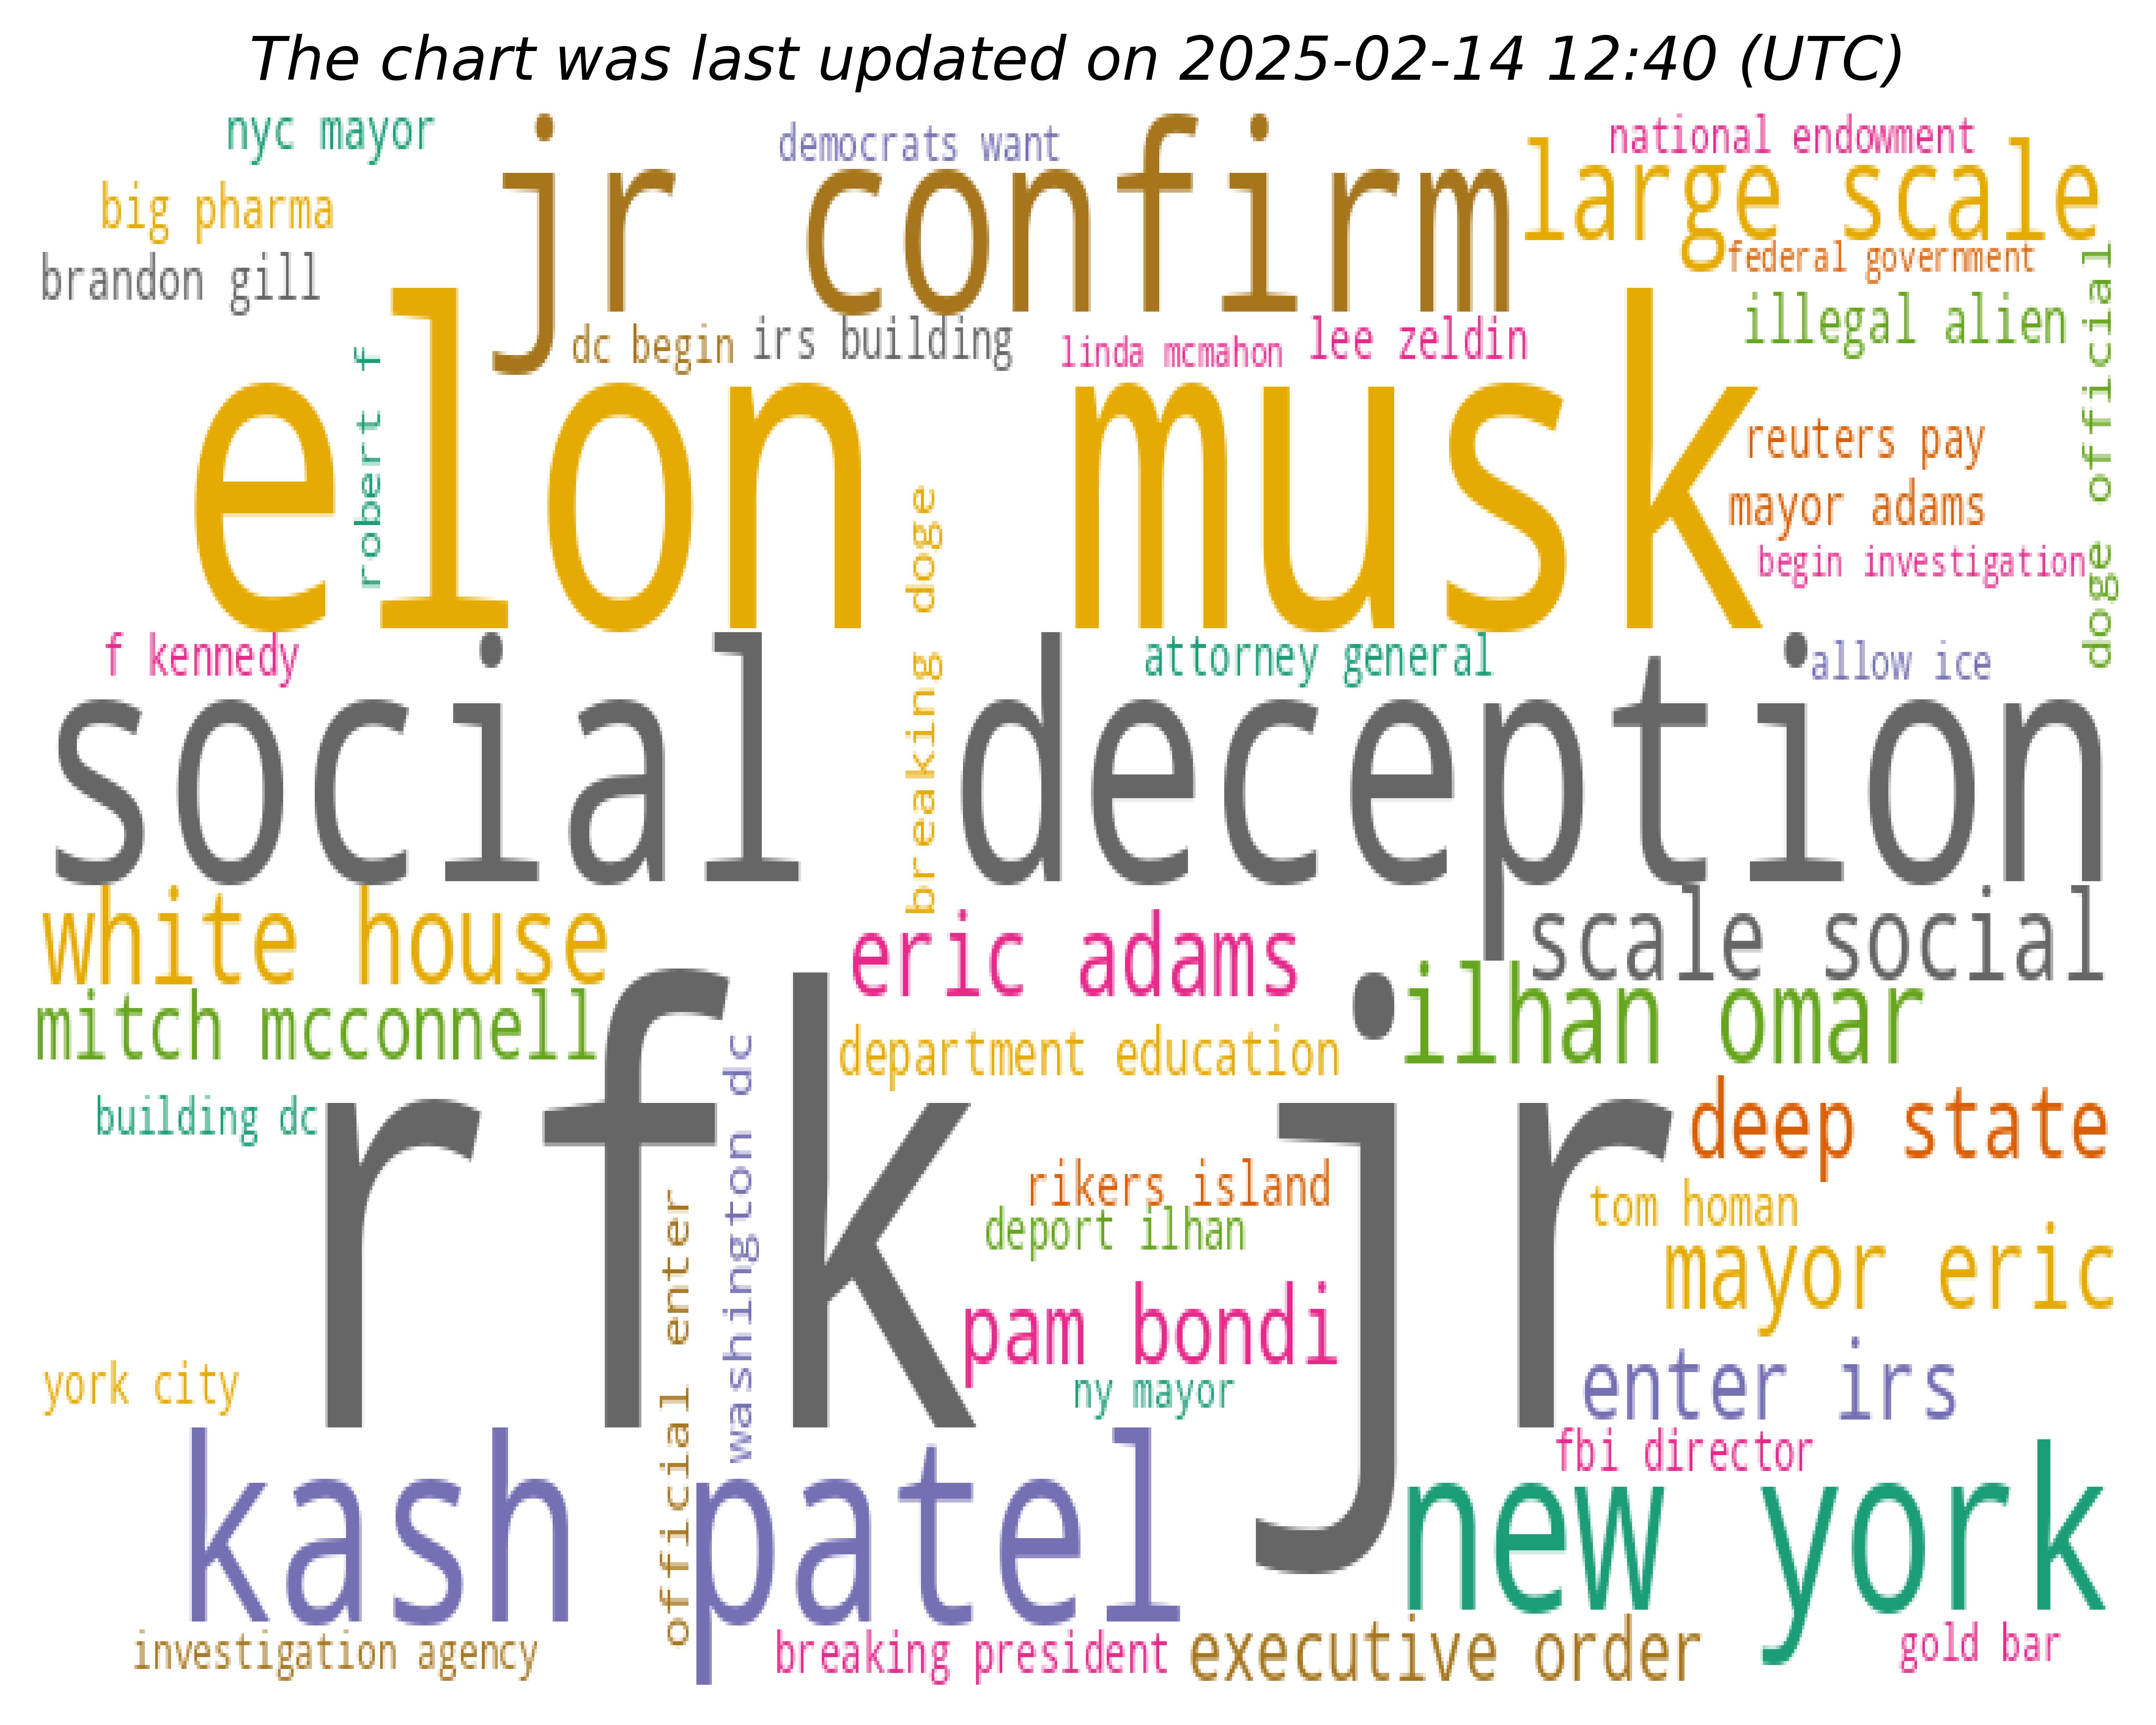 The chart was last updated on 2025-02-14 12:40 (UTC)
nyc mayor
democrats want
national endowment
jr confirm
large scale
big pharma
federal government
brandon gill
illegal alien
doge official
dc begin
irs building
linda mcmahon
lee zeldin
robert f
elon musk
reuters pay
mayor adams
begin investigation
breaking doge
f kennedy
attorney general
allow ice
social deception
white house
eric adams
scale social
mitch mcconnell
ilhan omar
department education
washington dc
building dc
rfk jr
deep state
rikers island
tom homan
deport ilhan
official enter
mayor eric
pam bondi
york city
ny mayor
enter irs
fbi director
kash patel
new york
investigation agency
breaking president
executive order
gold bar